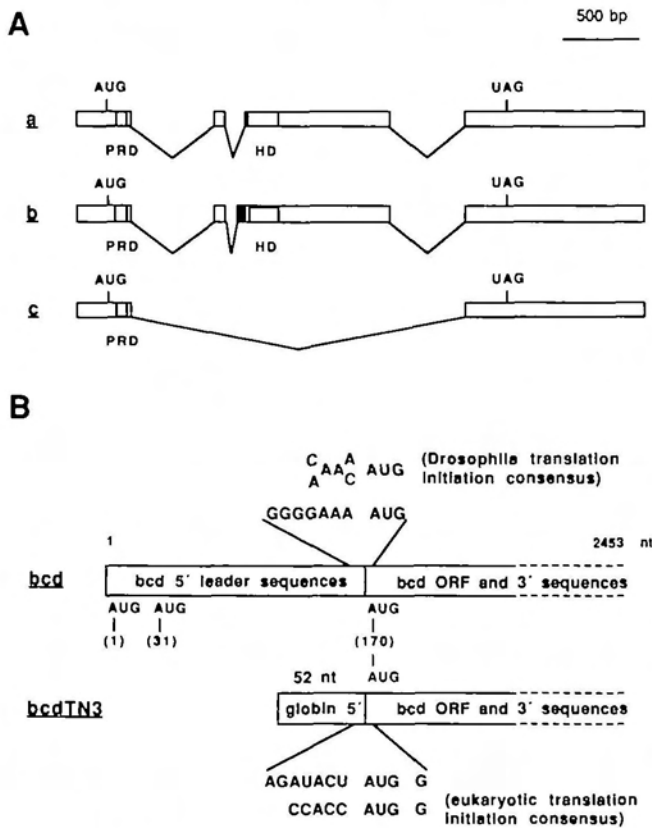 A
500 bp
AUG UAG
a
PRD HD
AUG UAG
b
PRD HD
AUG UAG
c
PRD
B
C A
AA AUG (Drosophila translation
A C initiation consensus)
GGGGAAA AUG
1 2453 nt
bcd bcd 5´ leader sequences bcd ORF and 3´ sequences
AUG AUG AUG
(1) (31) (170)
52 nt AUG
bcdTN3 globin 5´ bcd ORF and 3´ sequences
AGAUACU AUG G
CCACC AUG G (eukaryotic translation
initiation consensus)